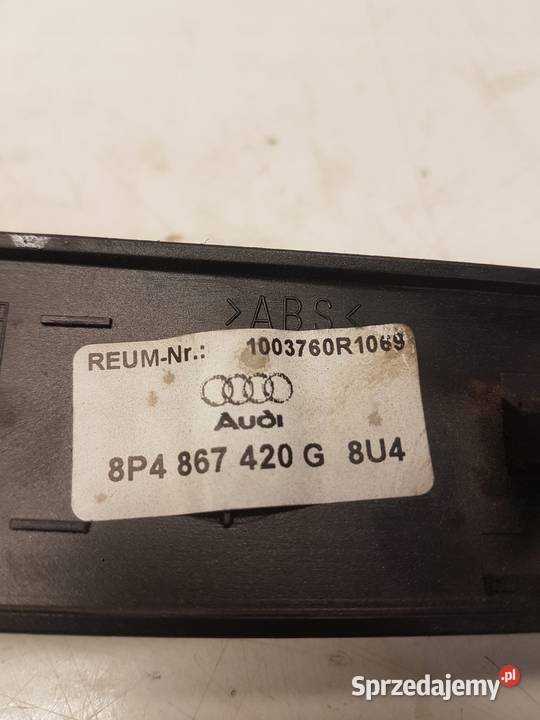 >ABS<
REUM-Nr.: 1003760R1069
Audi
8P4 867 420 G 8U4
Sprzedajemy.pl